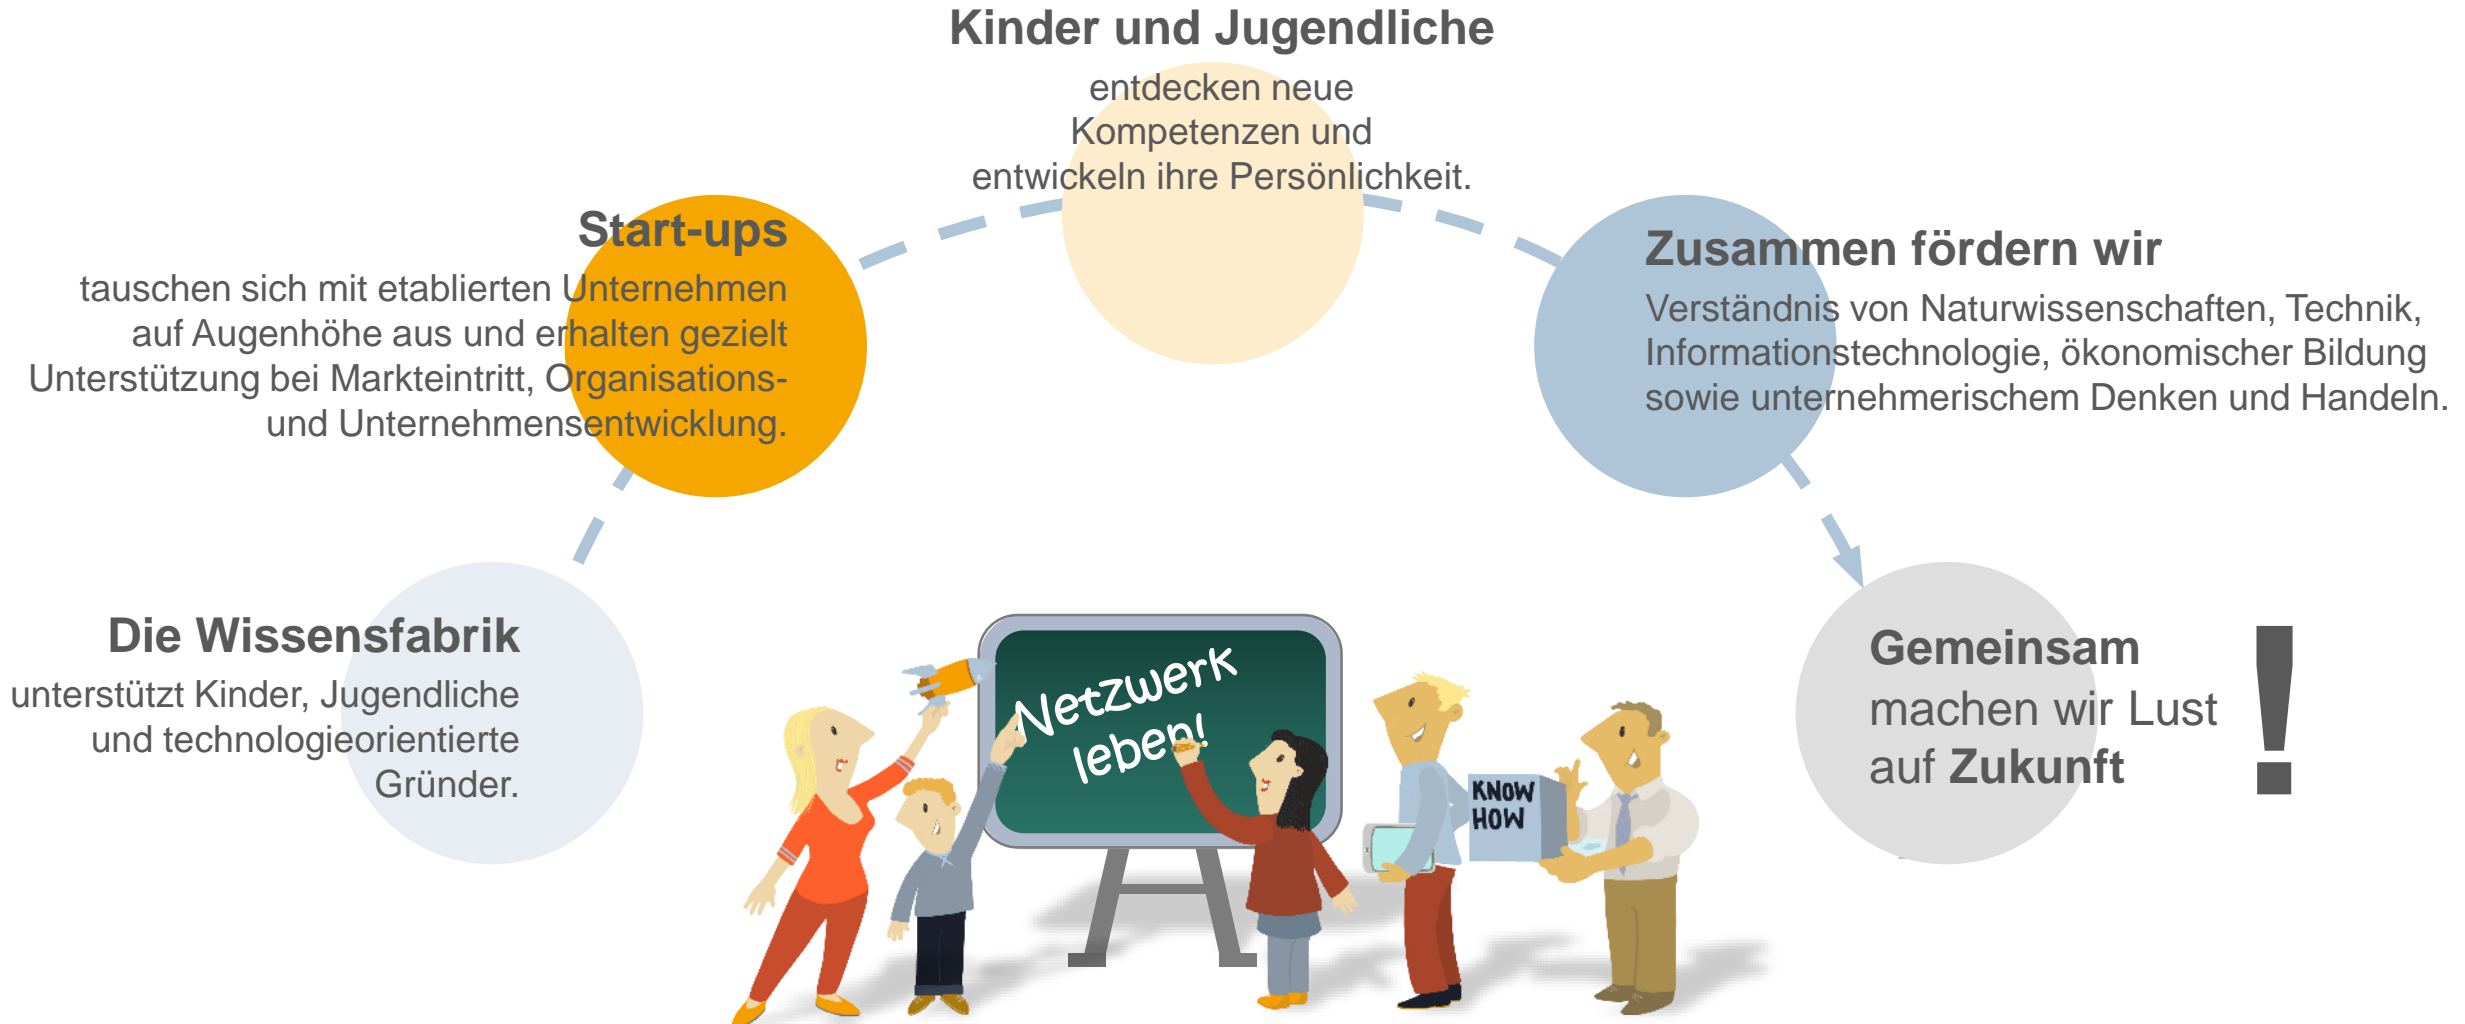 Die Wissensfabrik
unterstützt Kinder, Jugendliche
und technologieorientierte
Gründer.
Start-ups
tauschen sich mit etablierten Unternehmen
auf Augenhöhe aus und erhalten gezielt
Unterstützung bei Markteintritt, Organisations-
und Unternehmensentwicklung.
Kinder und Jugendliche
entdecken neue
Kompetenzen und
entwickeln ihre Persönlichkeit.
Zusammen fördern wir
Verständnis von Naturwissenschaften, Technik,
Informationstechnologie, ökonomischer Bildung
sowie unternehmerischem Denken und Handeln.
Gemeinsam
machen wir Lust
auf Zukunft
!
Netzwerk
leben!
KNOW
HOW